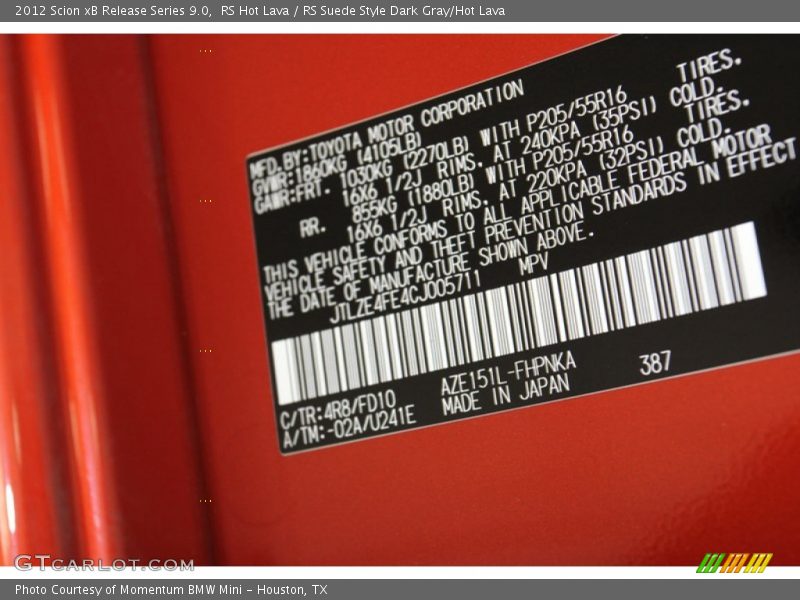 2012 Scion xB Release Series 9.0, RS Hot Lava / RS Suede Style Dark Gray/Hot Lava
MFD. BY:TOYOTA MOTOR CORPORATION
GVWR:1860KG (4105LB)
GAWR:FRT. 1030KG (2270LB) WITH P205/55R16 TIRES.
16X6 1/2J RIMS. AT 240KPA (35PSI) COLD.
RR. 855KG (1880LB) WITH P205/55R16 TIRES.
16X6 1/2J RIMS. AT 220KPA (32PSI) COLD.
THIS VEHICLE CONFORMS TO ALL APPLICABLE FEDERAL MOTOR
VEHICLE SAFETY AND THEFT PREVENTION STANDARDS IN EFFECT
THE DATE OF MANUFACTURE SHOWN ABOVE.
JTLZE4FE4CJ005711 MPV
C/TR:4R8/FD10 AZE151L-FHPNKA 387
A/TM:-02A/U241E MADE IN JAPAN
GTCARLOT.COM
Photo Courtesy of Momentum BMW Mini - Houston, TX